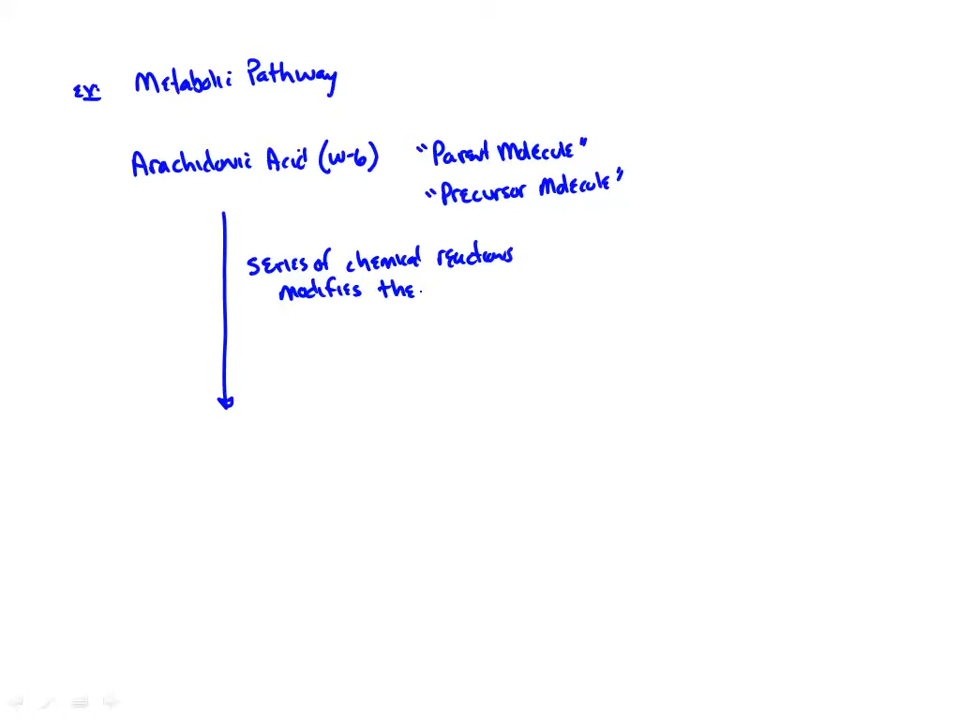 ex: Metabolic Pathway
Arachidonic Acid (w-6) "Parent Molecule"
"Precursor Molecule"
series of chemical reactions
modifies the